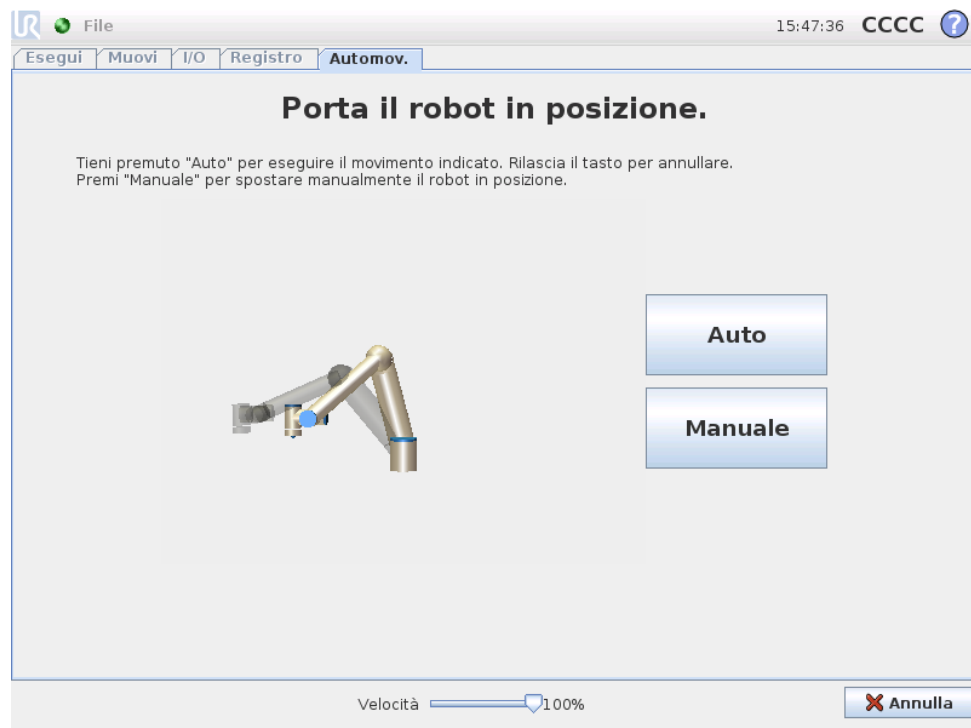 UR File 15:47:36 CCCC ?
Esegui Muovi I/O Registro Automov.
Porta il robot in posizione.
Tieni premuto "Auto" per eseguire il movimento indicato. Rilascia il tasto per annullare.
Premi "Manuale" per spostare manualmente il robot in posizione.
Auto
Manuale
Velocità 100% Annulla